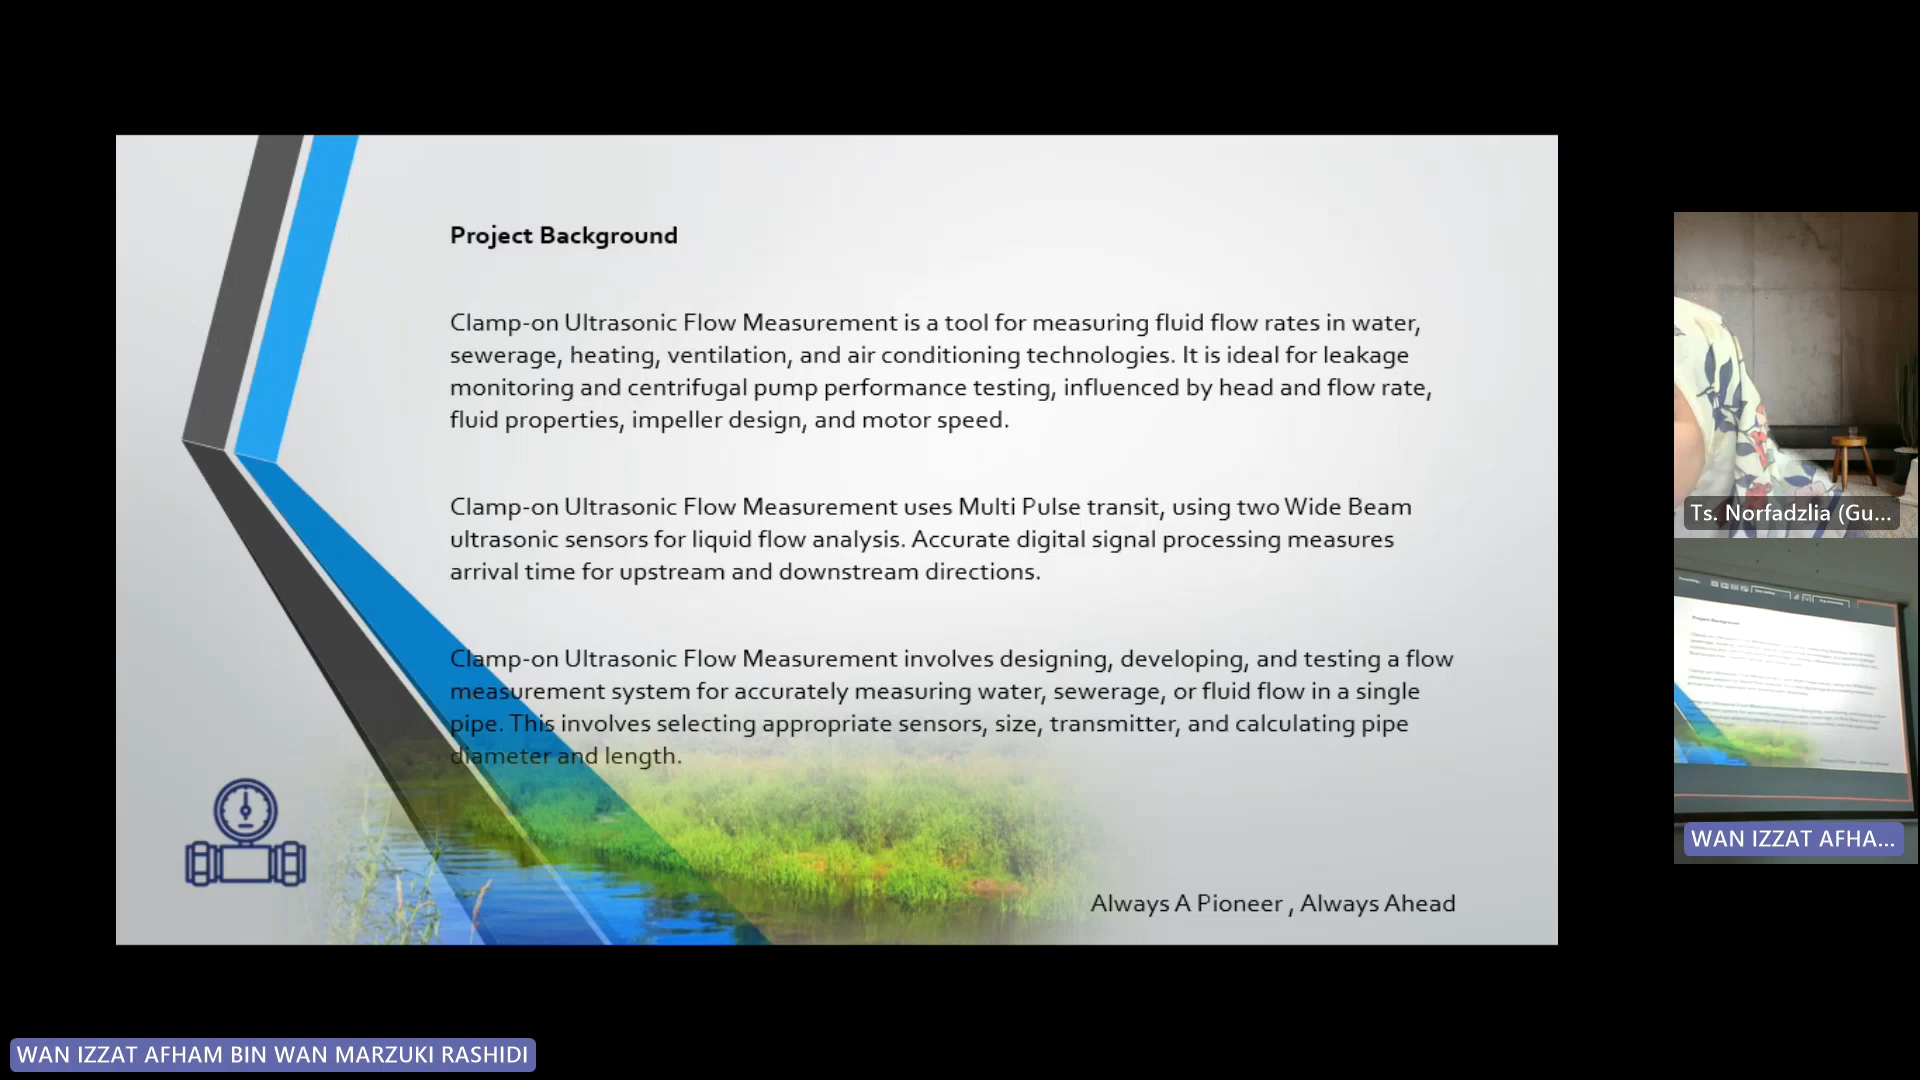 Project Background
Clamp-on Ultrasonic Flow Measurement is a tool for measuring fluid flow rates in water,
sewerage, heating, ventilation, and air conditioning technologies. It is ideal for leakage
monitoring and centrifugal pump performance testing, influenced by head and flow rate,
fluid properties, impeller design, and motor speed.
Clamp-on Ultrasonic Flow Measurement uses Multi Pulse transit, using two Wide Beam
ultrasonic sensors for liquid flow analysis. Accurate digital signal processing measures
arrival time for upstream and downstream directions.
Clamp-on Ultrasonic Flow Measurement involves designing, developing, and testing a flow
measurement system for accurately measuring water, sewerage, or fluid flow in a single
pipe. This involves selecting appropriate sensors, size, transmitter, and calculating pipe
diameter and length.
Always A Pioneer , Always Ahead
Ts. Norfadzlia (Gu...
Project Background
WAN IZZAT AFHA...
WAN IZZAT AFHAM BIN WAN MARZUKI RASHIDI